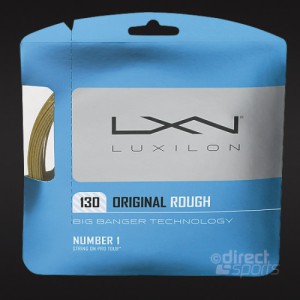 LXN
LUXILON
130 ORIGINAL ROUGH
BIG BANGER TECHNOLOGY
NUMBER 1
STRING ON PRO TOUR
©direct
sports